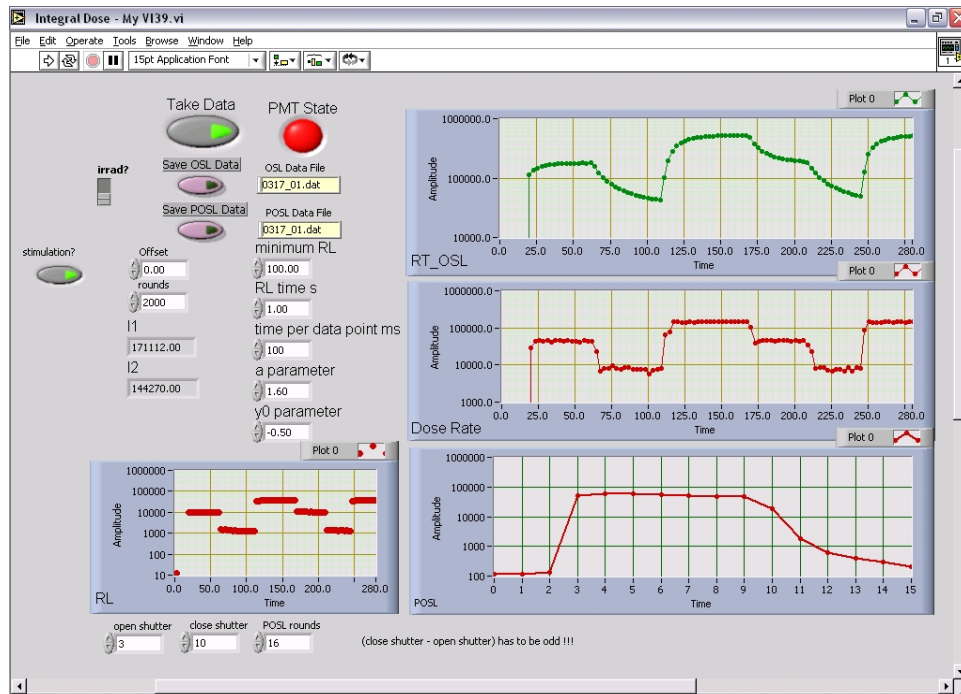 Integral Dose - My VI39.vi
File Edit Operate Tools Browse Window Help
15pt Application Font
1
Take Data
PMT State
Save OSL Data
OSL Data File
irrad?
0317_01.dat
Save POSL Data
POSL Data File
0317_01.dat
stimulation?
Offset
0.00
rounds
2000
I1
171112.00
I2
144270.00
minimum RL
100.00
RL time s
1.00
time per data point ms
100
a parameter
1.60
y0 parameter
-0.50
Plot 0
1000000.0
100000.0
10000.0
Amplitude
0.0 25.0 50.0 75.0 100.0 125.0 150.0 175.0 200.0 225.0 250.0 280.0
RT_OSL
Time
Plot 0
1000000.0
100000.0
10000.0
1000.0
Amplitude
0.0 25.0 50.0 75.0 100.0 125.0 150.0 175.0 200.0 225.0 250.0 280.0
Dose Rate
Time
Plot 0
1000000
100000
10000
1000
100
10
Amplitude
0.0 50.0 100.0 150.0 200.0 280.0
RL
Time
Plot 0
1000000
100000
10000
1000
100
Amplitude
0 1 2 3 4 5 6 7 8 9 10 11 12 13 14 15
POSL
Time
open shutter close shutter POSL rounds
3 10 16
(close shutter - open shutter) has to be odd !!!